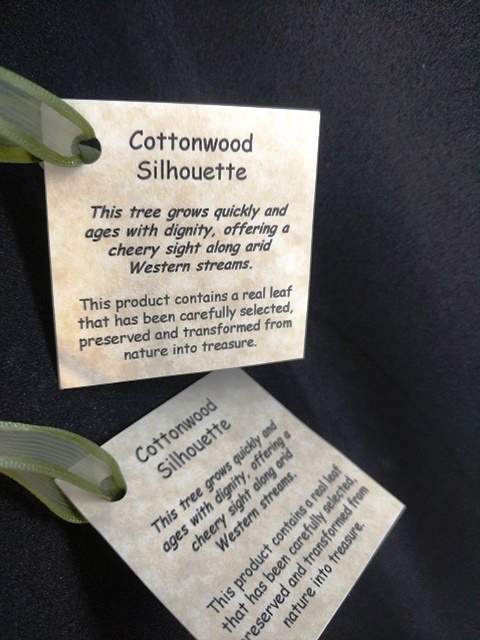 Cottonwood
Silhouette
This tree grows quickly and
ages with dignity, offering a
cheery sight along arid
Western streams.
This product contains a real leaf
that has been carefully selected,
preserved and transformed from
nature into treasure.
Cottonwood
Silhouette
This tree grows quickly and
ages with dignity, offering a
cheery sight along arid
Western streams.
This product contains a real leaf
that has been carefully selected,
reserved and transformed from
nature into treasure.